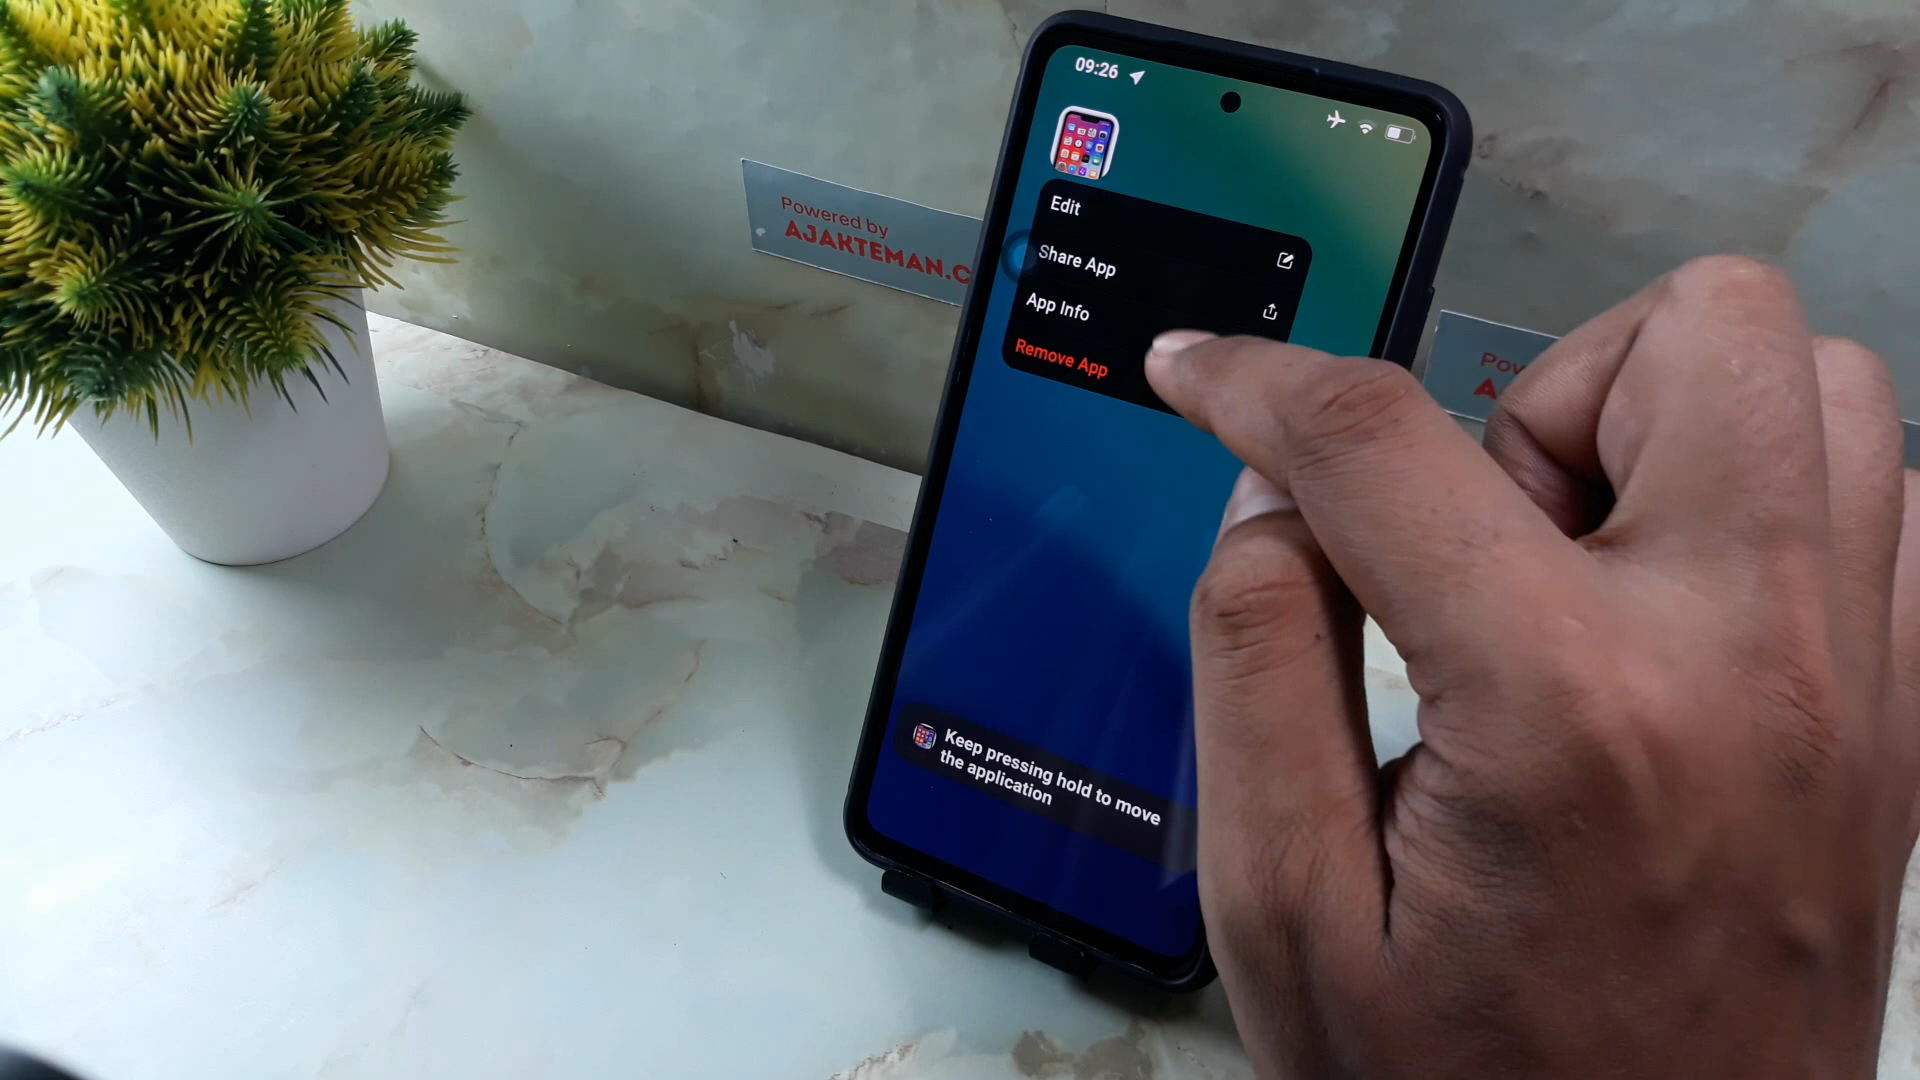 09:26
Edit
Share App
App Info
Remove App
Keep pressing hold to move
the application
Powered by
AJAKTEMAN.C